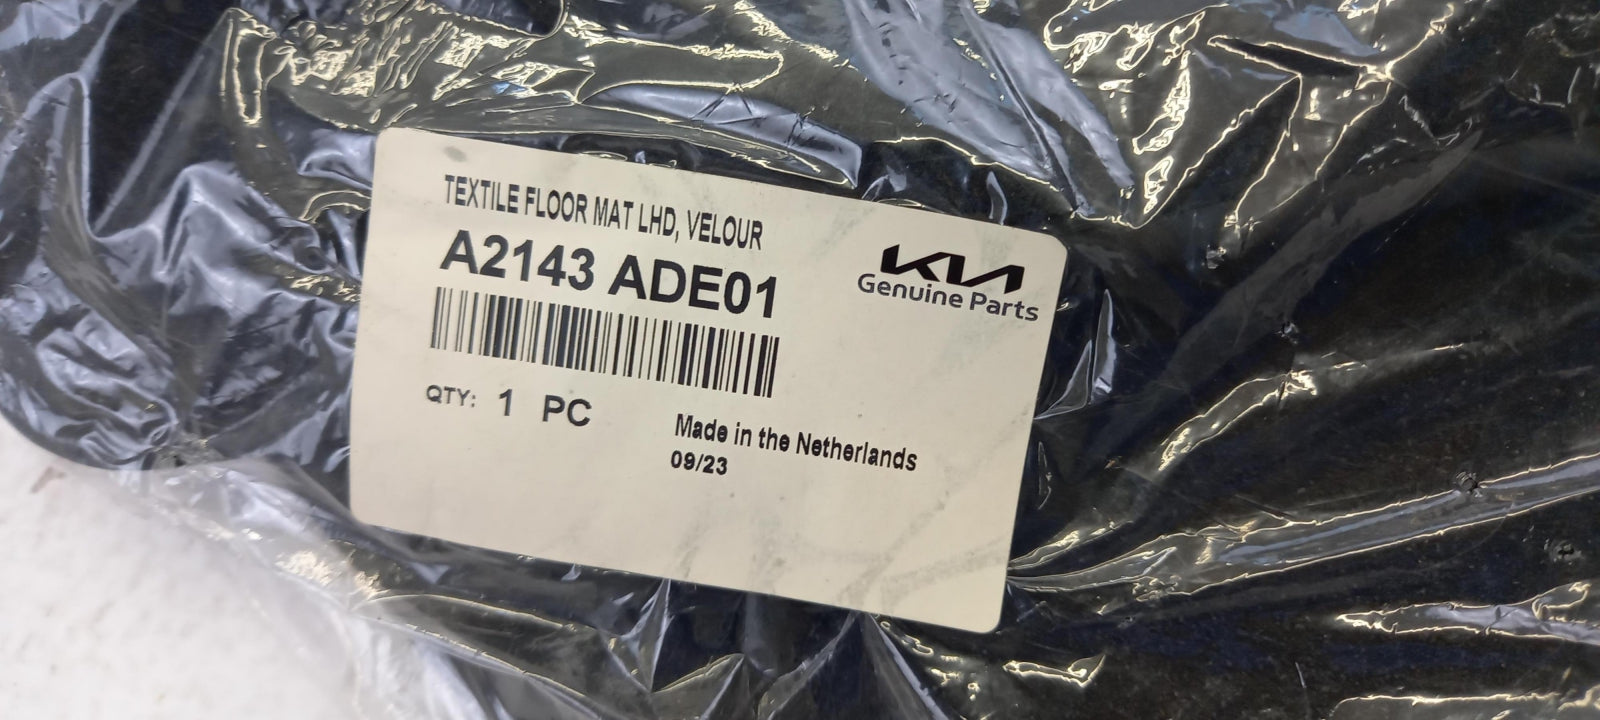 TEXTILE FLOOR MAT LHD, VELOUR
A2143 ADE01
KIA
Genuine Parts
QTY: 1 PC
Made in the Netherlands
09/23